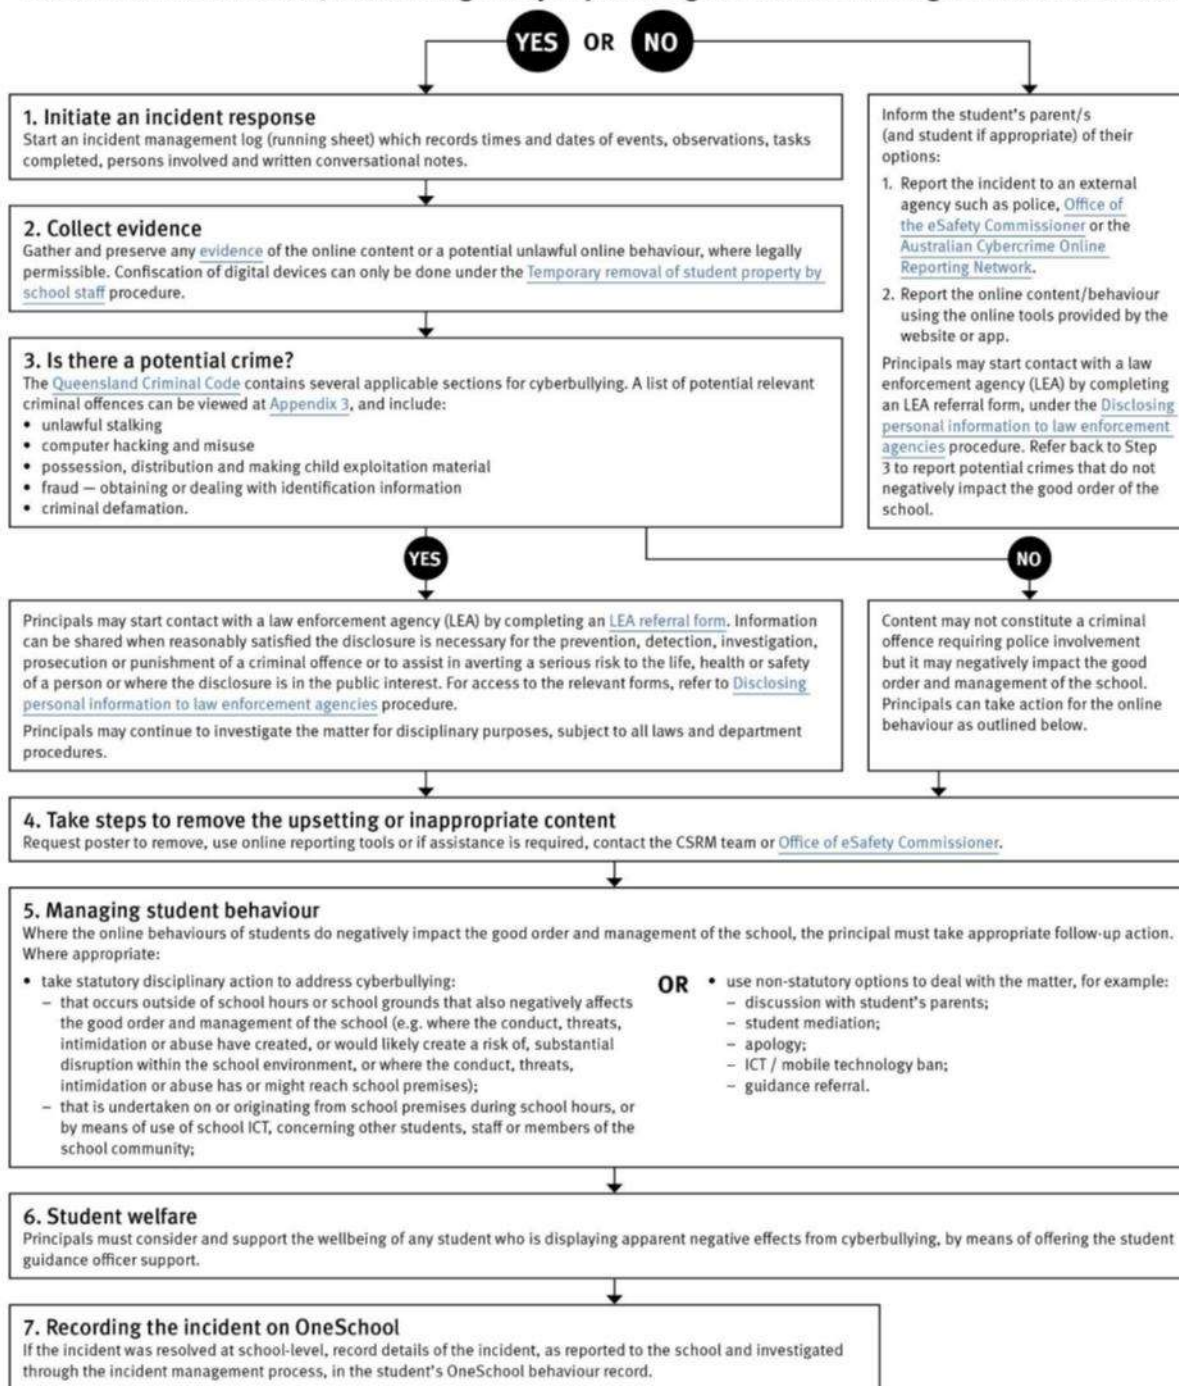 YES OR NO
1. Initiate an incident response
Start an incident management log (running sheet) which records times and dates of events, observations, tasks
completed, persons involved and written conversational notes.
2. Collect evidence
Gather and preserve any evidence of the online content or a potential unlawful online behaviour, where legally
permissible. Confiscation of digital devices can only be done under the Temporary removal of student property by
school staff procedure.
3. Is there a potential crime?
The Queensland Criminal Code contains several applicable sections for cyberbullying. A list of potential relevant
criminal offences can be viewed at Appendix 3, and include:
• unlawful stalking
• computer hacking and misuse
• possession, distribution and making child exploitation material
• fraud — obtaining or dealing with identification information
• criminal defamation.
Inform the student's parent/s
(and student if appropriate) of their
options:
1. Report the incident to an external
agency such as police, Office of
the eSafety Commissioner or the
Australian Cybercrime Online
Reporting Network.
2. Report the online content/behaviour
using the online tools provided by the
website or app.
Principals may start contact with a law
enforcement agency (LEA) by completing
an LEA referral form, under the Disclosing
personal information to law enforcement
agencies procedure. Refer back to Step
3 to report potential crimes that do not
negatively impact the good order of the
school.
YES
NO
Principals may start contact with a law enforcement agency (LEA) by completing an LEA referral form. Information
can be shared when reasonably satisfied the disclosure is necessary for the prevention, detection, investigation,
prosecution or punishment of a criminal offence or to assist in averting a serious risk to the life, health or safety
of a person or where the disclosure is in the public interest. For access to the relevant forms, refer to Disclosing
personal information to law enforcement agencies procedure.
Principals may continue to investigate the matter for disciplinary purposes, subject to all laws and department
procedures.
Content may not constitute a criminal
offence requiring police involvement
but it may negatively impact the good
order and management of the school.
Principals can take action for the online
behaviour as outlined below.
4. Take steps to remove the upsetting or inappropriate content
Request poster to remove, use online reporting tools or if assistance is required, contact the CSRM team or Office of eSafety Commissioner.
5. Managing student behaviour
Where the online behaviours of students do negatively impact the good order and management of the school, the principal must take appropriate follow-up action.
Where appropriate:
• take statutory disciplinary action to address cyberbullying:
– that occurs outside of school hours or school grounds that also negatively affects
the good order and management of the school (e.g. where the conduct, threats,
intimidation or abuse have created, or would likely create a risk of, substantial
disruption within the school environment, or where the conduct, threats,
intimidation or abuse has or might reach school premises);
– that is undertaken on or originating from school premises during school hours, or
by means of use of school ICT, concerning other students, staff or members of the
school community;
OR
• use non-statutory options to deal with the matter, for example:
– discussion with student's parents;
– student mediation;
– apology;
– ICT / mobile technology ban;
– guidance referral.
6. Student welfare
Principals must consider and support the wellbeing of any student who is displaying apparent negative effects from cyberbullying, by means of offering the student
guidance officer support.
7. Recording the incident on OneSchool
If the incident was resolved at school-level, record details of the incident, as reported to the school and investigated
through the incident management process, in the student's OneSchool behaviour record.